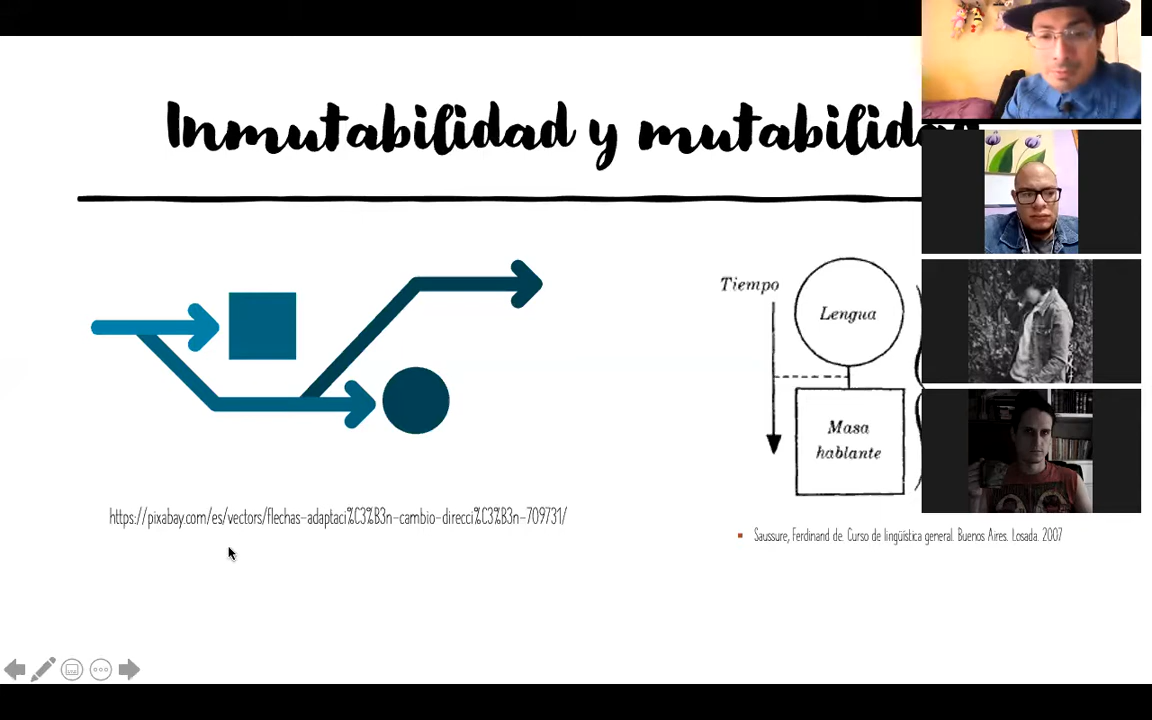 Inmutabilidad y mutabilidad
Tiempo
Lengua
Masa
hablante
https://pixabay.com/es/vectors/flechas-adaptaci%C3%B3n-cambio-direcci%C3%B3n-709731/
Saussure, Ferdinand de. Curso de lingüística general. Buenos Aires. Losada. 2007